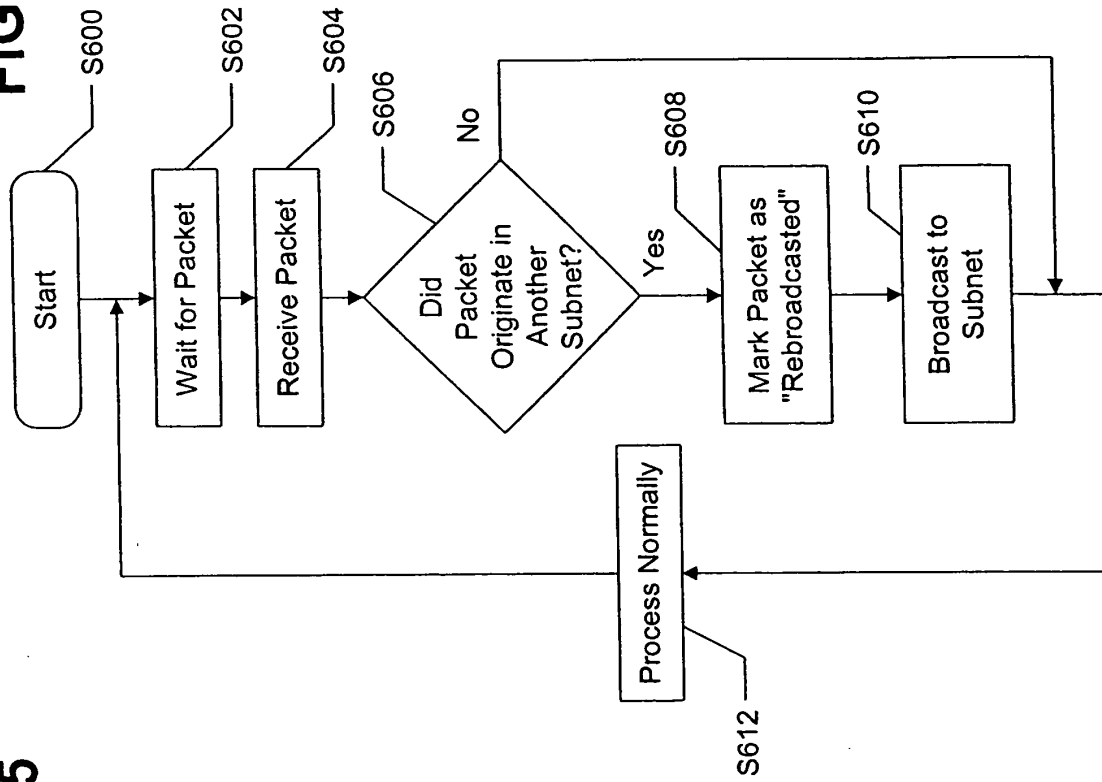 FIG
S600
Start
S602
Wait for Packet
S604
Receive Packet
S606
Did
Packet
Originate in
Another
Subnet?
No
Yes
S608
Mark Packet as
"Rebroadcasted"
S610
Broadcast to
Subnet
Process Normally
S612
5